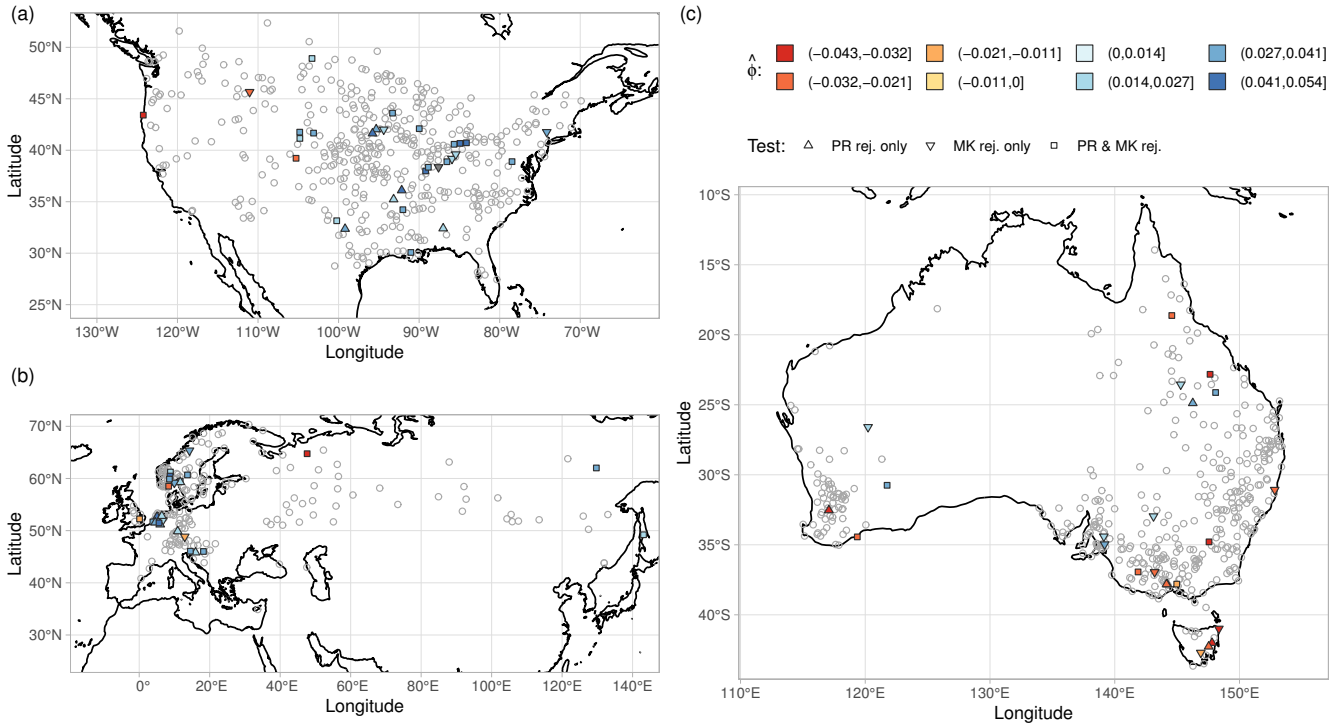 (a)
50°N
45°N
40°N
35°N
30°N
25°N
Latitude
130°W 120°W 110°W 100°W 90°W 80°W 70°W
Longitude
(b)
70°N
60°N
50°N
40°N
30°N
Latitude
0° 20°E 40°E 60°E 80°E 100°E 120°E 140°E
Longitude
(c)
ϕ̂:
(−0.043,−0.032] (−0.021,−0.011] (0,0.014] (0.027,0.041]
(−0.032,−0.021] (−0.011,0] (0.014,0.027] (0.041,0.054]
Test: PR rej. only MK rej. only PR & MK rej.
10°S
15°S
20°S
25°S
30°S
35°S
40°S
Latitude
110°E 120°E 130°E 140°E 150°E
Longitude